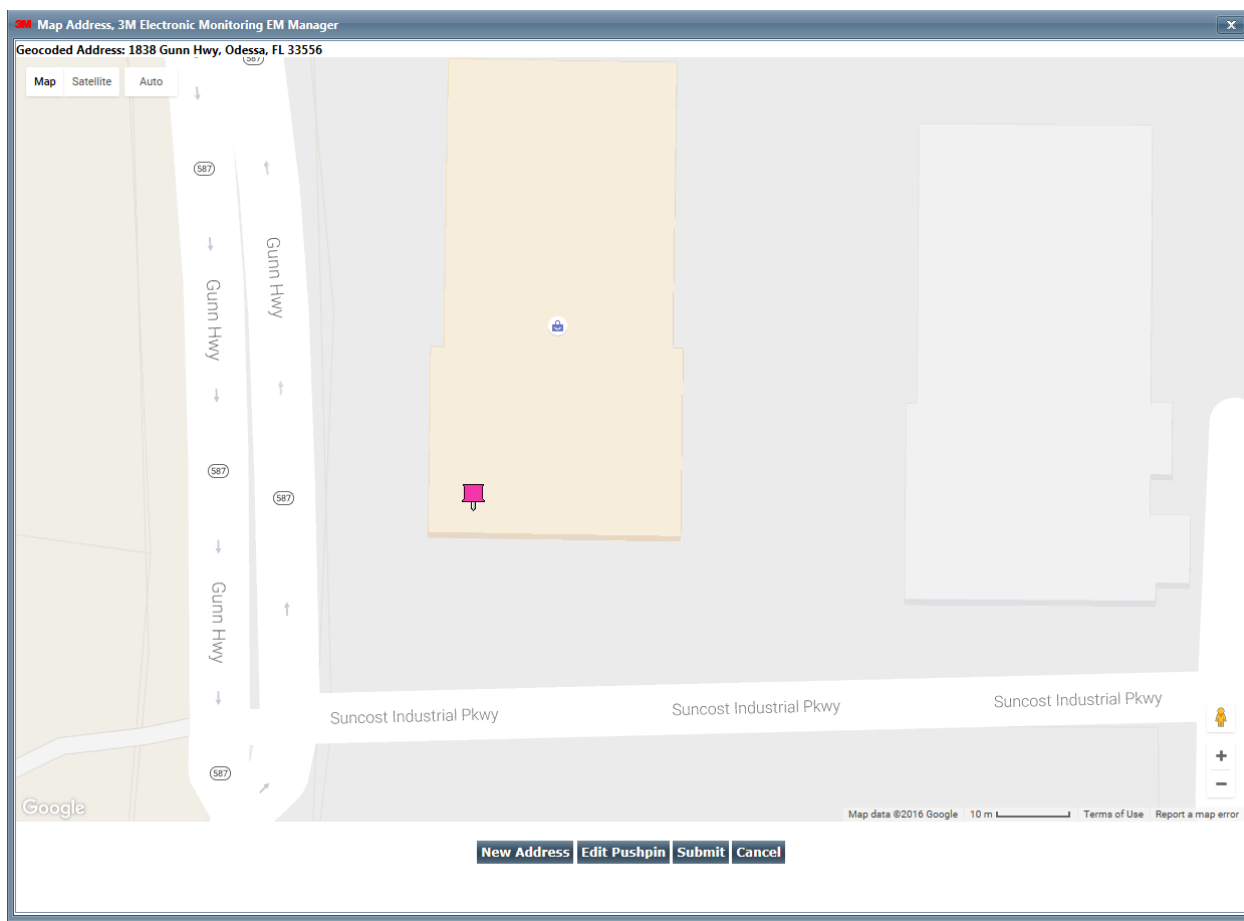 3M Map Address, 3M Electronic Monitoring EM Manager
X
Geocoded Address: 1838 Gunn Hwy, Odessa, FL 33556
587
Map Satellite Auto
587
Gunn Hwy
Gunn Hwy
587
587
Gunn Hwy
Suncost Industrial Pkwy
Suncost Industrial Pkwy
Suncost Industrial Pkwy
587
+
−
Google
Map data ©2016 Google 10 m Terms of Use Report a map error
New Address Edit Pushpin Submit Cancel